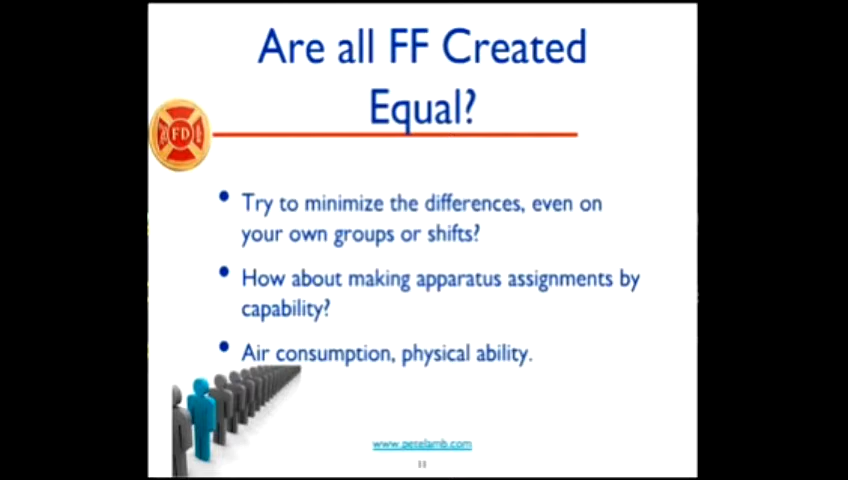 Are all FF Created
Equal?
FD
• Try to minimize the differences, even on
your own groups or shifts?
• How about making apparatus assignments by
capability?
• Air consumption, physical ability.
www.petelamb.com